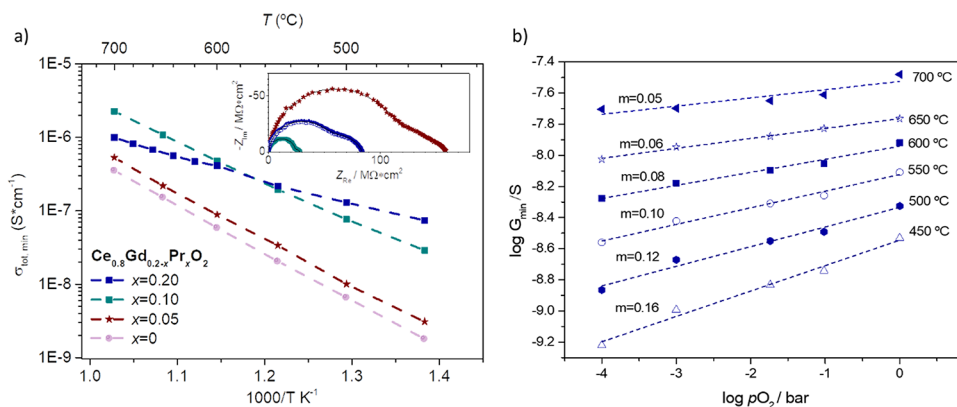 a)
T (ºC)
700
600
500
1E-5
1E-6
1E-7
1E-8
1E-9
σtot,min (S*cm⁻¹)
-50
0
-ZIm / MΩ•cm2
0
100
ZRe / MΩ•cm2
Ce0.8Gd0.2-xPrxO2
x=0.20
x=0.10
x=0.05
x=0
1.0
1.1
1.2
1.3
1.4
1000/T K⁻¹
b)
-7.4
-7.6
-7.8
-8.0
-8.2
-8.4
-8.6
-8.8
-9.0
-9.2
log Gmin/S
m=0.05
700 ºC
m=0.06
650 ºC
m=0.08
600 ºC
m=0.10
550 ºC
m=0.12
500 ºC
m=0.16
450 ºC
-4
-3
-2
-1
0
log pO2 / bar